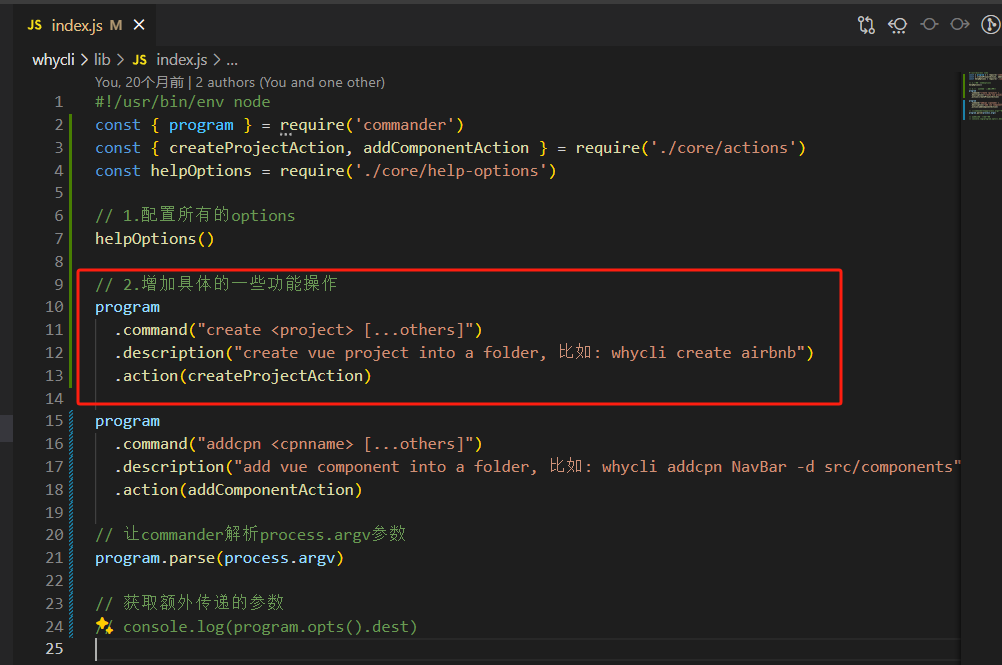 JS index.js M ×
whycli > lib > JS index.js > ...
You, 20个月前 | 2 authors (You and one other)
1 #!/usr/bin/env node
2 const { program } = require('commander')
3 const { createProjectAction, addComponentAction } = require('./core/actions')
4 const helpOptions = require('./core/help-options')
5
6 // 1.配置所有的options
7 helpOptions()
8
9 // 2.增加具体的一些功能操作
10 program
11 .command("create <project> [...others]")
12 .description("create vue project into a folder, 比如: whycli create airbnb")
13 .action(createProjectAction)
14
15 program
16 .command("addcpn <cpnname> [...others]")
17 .description("add vue component into a folder, 比如: whycli addcpn NavBar -d src/components"
18 .action(addComponentAction)
19
20 // 让commander解析process.argv参数
21 program.parse(process.argv)
22
23 // 获取额外传递的参数
24 // console.log(program.opts().dest)
25